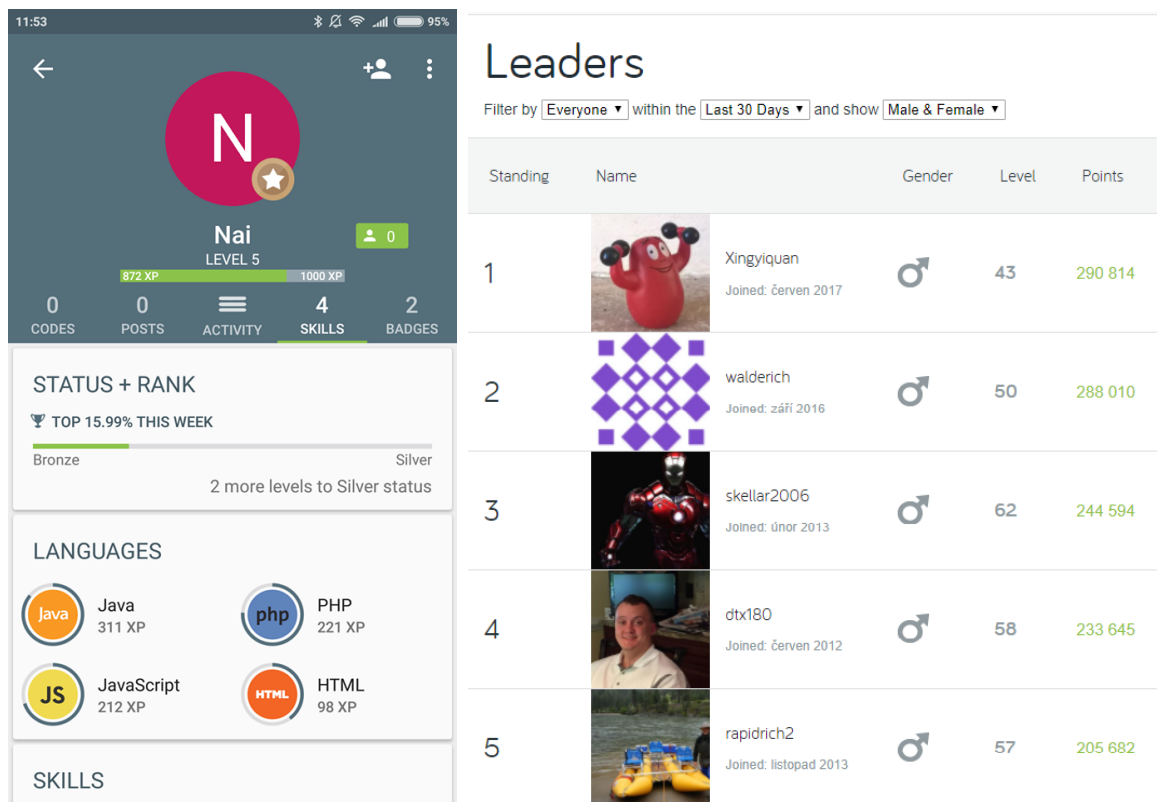 11:53
95%
N
Nai
0
LEVEL 5
872 XP 1000 XP
0 0 4 2
CODES POSTS ACTIVITY SKILLS BADGES
STATUS + RANK
TOP 15.99% THIS WEEK
Bronze Silver
2 more levels to Silver status
LANGUAGES
Java
Java
311 XP
php
PHP
221 XP
JS
JavaScript
212 XP
HTML
HTML
98 XP
SKILLS
Leaders
Filter by Everyone within the Last 30 Days and show Male & Female
Standing Name Gender Level Points
1 Xingyiquan 43 290 814
Joined: červen 2017
2 walderich 50 288 010
Joined: září 2016
3 skellar2006 62 244 594
Joined: únor 2013
4 dtx180 58 233 645
Joined: červen 2012
5 rapidrich2 57 205 682
Joined: listopad 2013